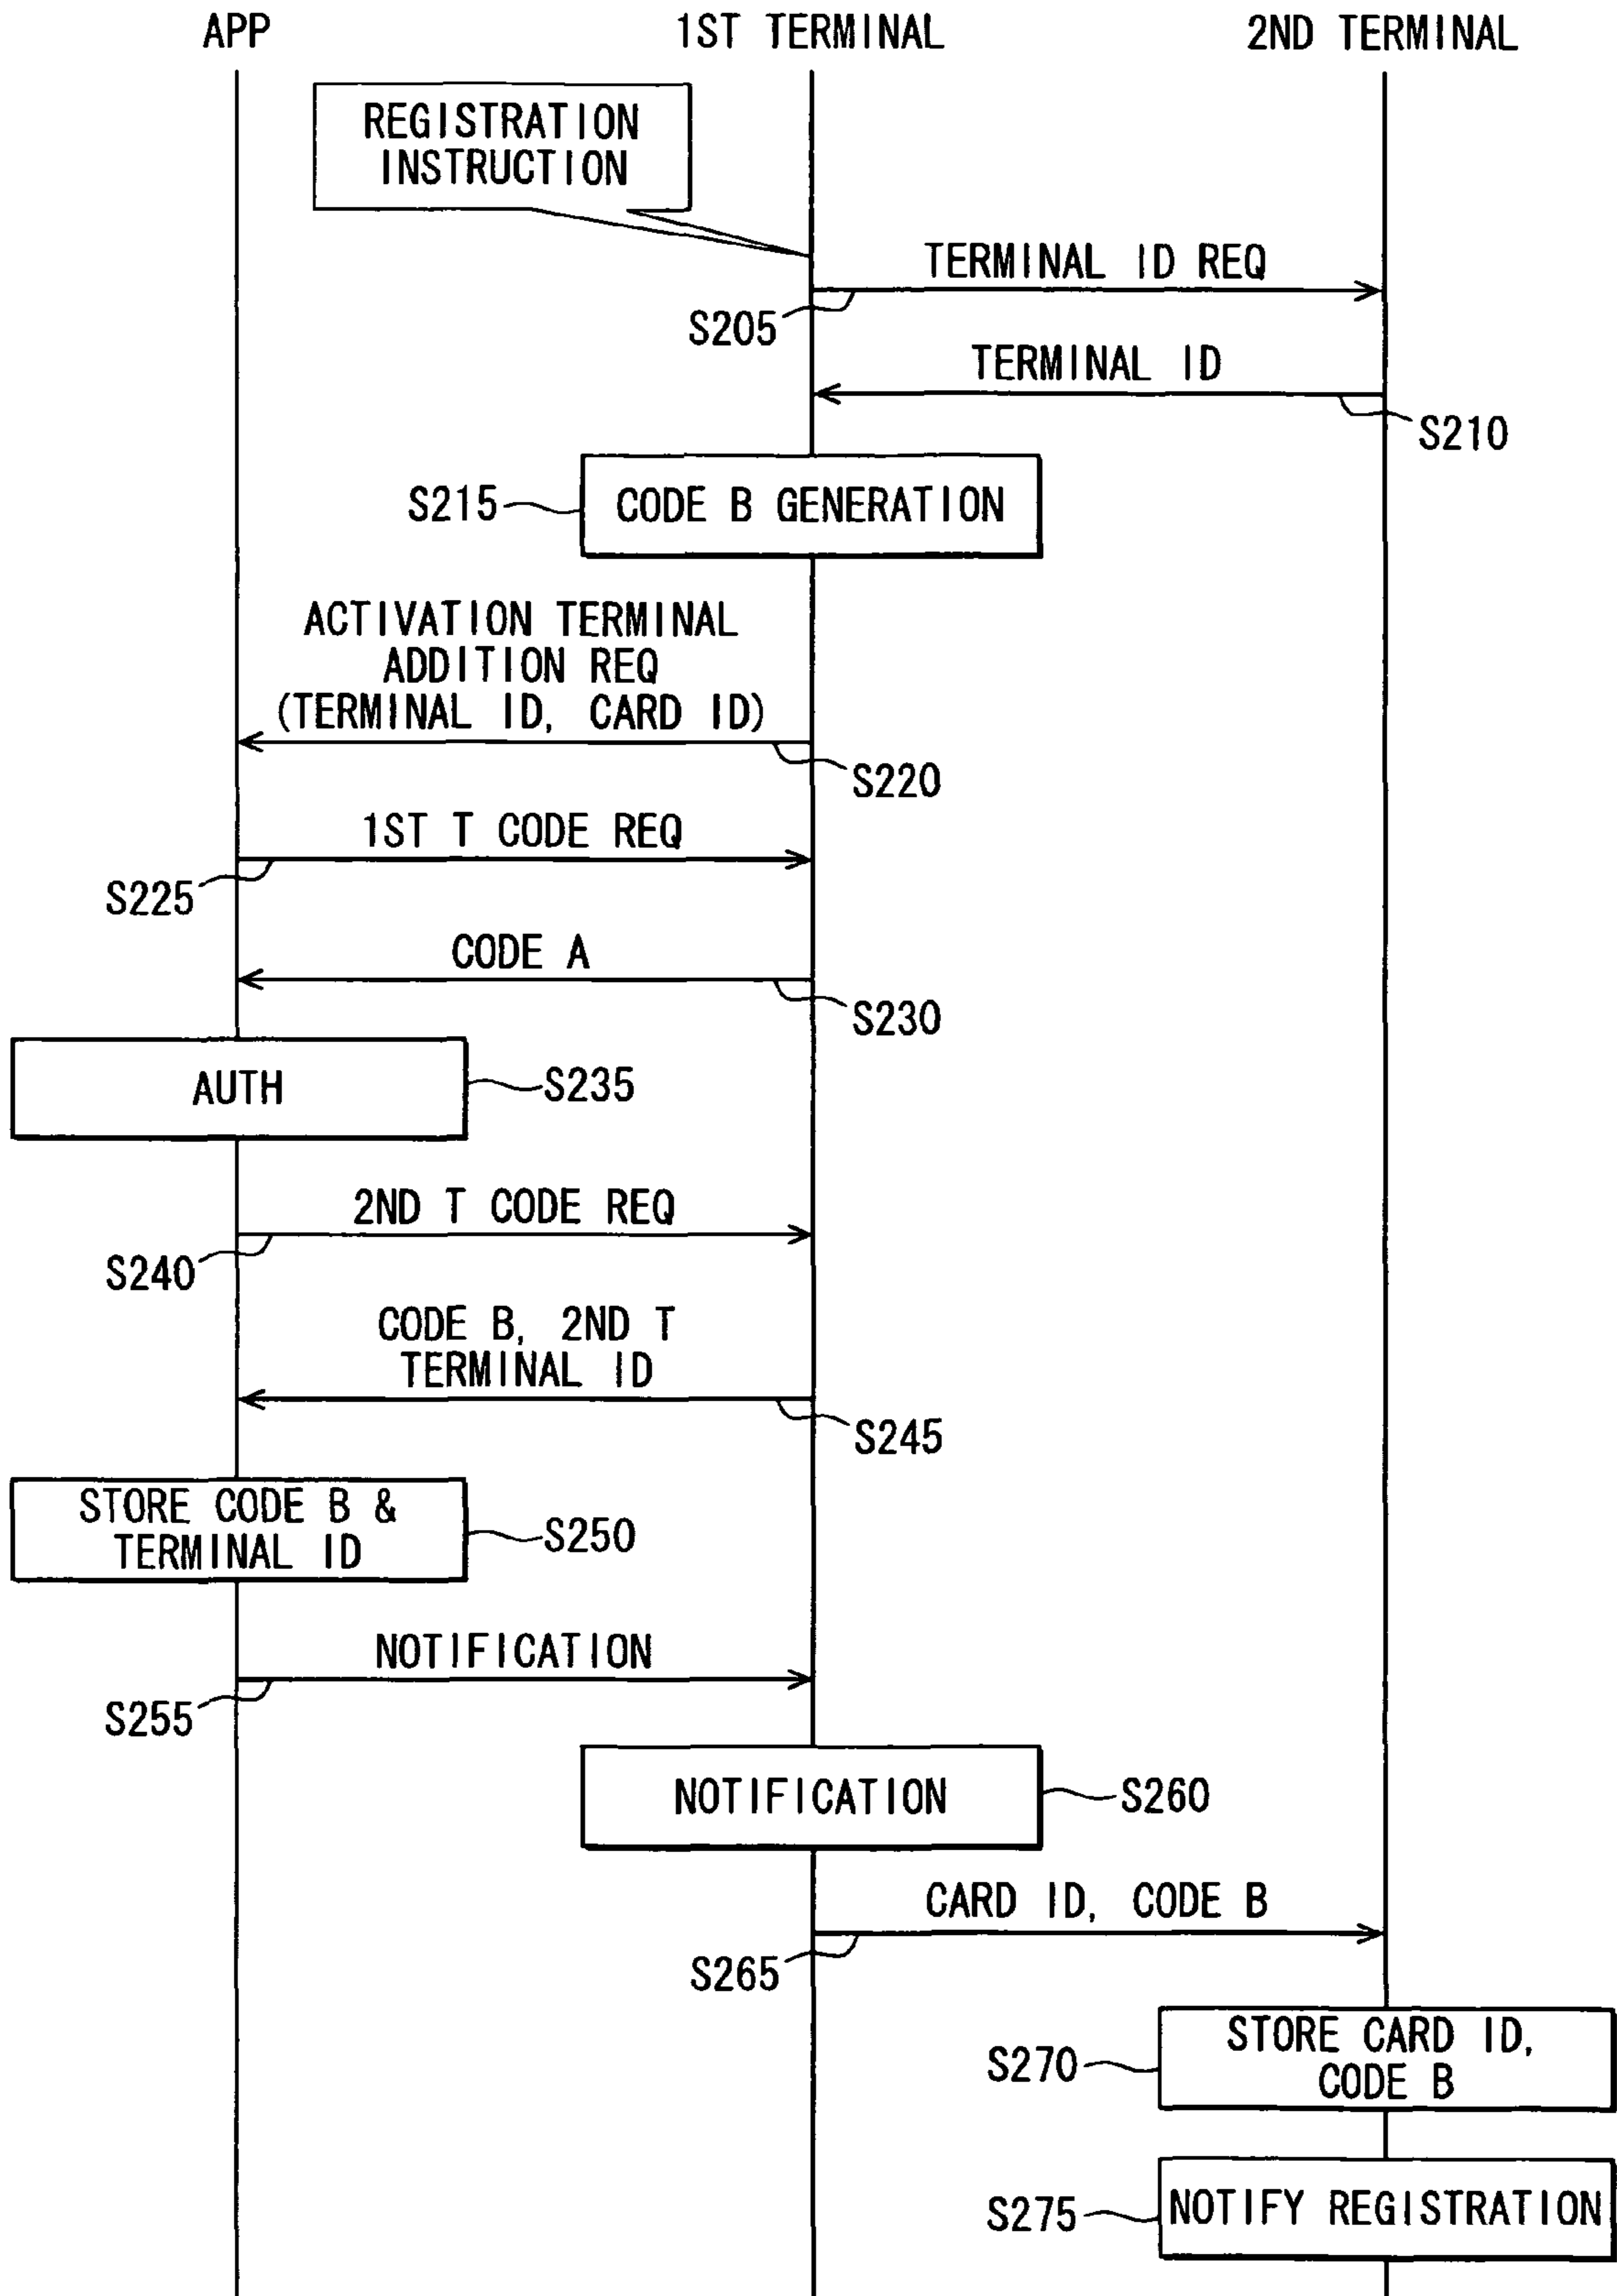 APP
1ST TERMINAL
2ND TERMINAL
REGISTRATION
INSTRUCTION
TERMINAL ID REQ
S205
TERMINAL ID
S210
S215
CODE B GENERATION
ACTIVATION TERMINAL
ADDITION REQ
(TERMINAL ID, CARD ID)
S220
1ST T CODE REQ
S225
CODE A
S230
AUTH
S235
2ND T CODE REQ
S240
CODE B, 2ND T
TERMINAL ID
S245
STORE CODE B &
TERMINAL ID
S250
NOTIFICATION
S255
NOTIFICATION
S260
CARD ID, CODE B
S265
STORE CARD ID,
CODE B
S270
S275
NOTIFY REGISTRATION